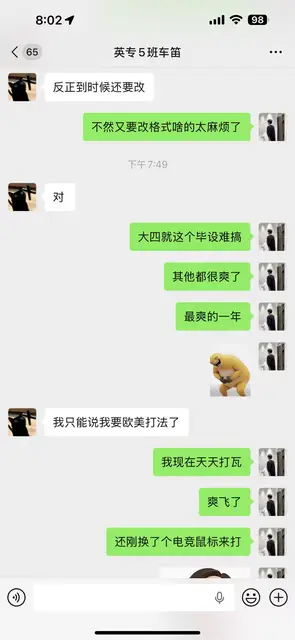 8:02
98
65
英专5班车笛
反正到时候还要改
不然又要改格式啥的太麻烦了
下午7:49
对
大四就这个毕设难搞
其他都很爽了
最爽的一年
我只能说我要欧美打法了
我现在天天打瓦
爽飞了
还刚换了个电竞鼠标来打